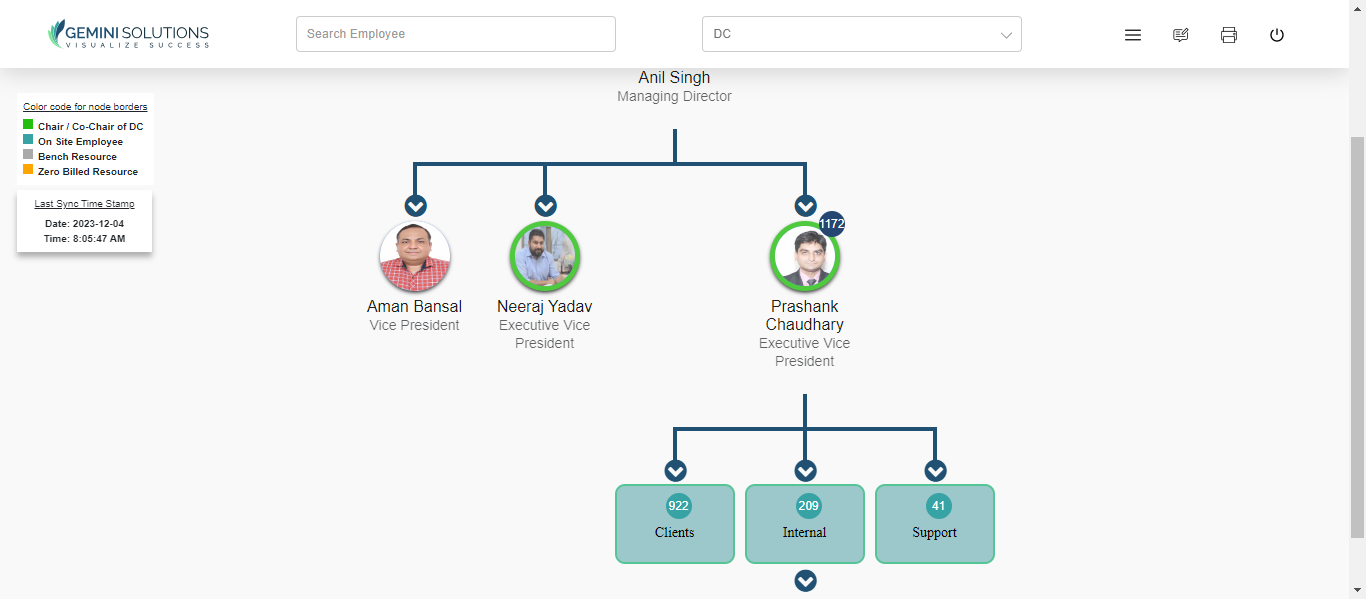 GEMINI SOLUTIONS
VISUALIZE SUCCESS
Search Employee
DC
Anil Singh
Managing Director
Color code for node borders
Chair / Co-Chair of DC
On Site Employee
Bench Resource
Zero Billed Resource
Last Sync Time Stamp
Date: 2023-12-04
Time: 8:05:47 AM
1172
Aman Bansal
Vice President
Neeraj Yadav
Executive Vice
President
Prashank
Chaudhary
Executive Vice
President
922
Clients
209
Internal
41
Support